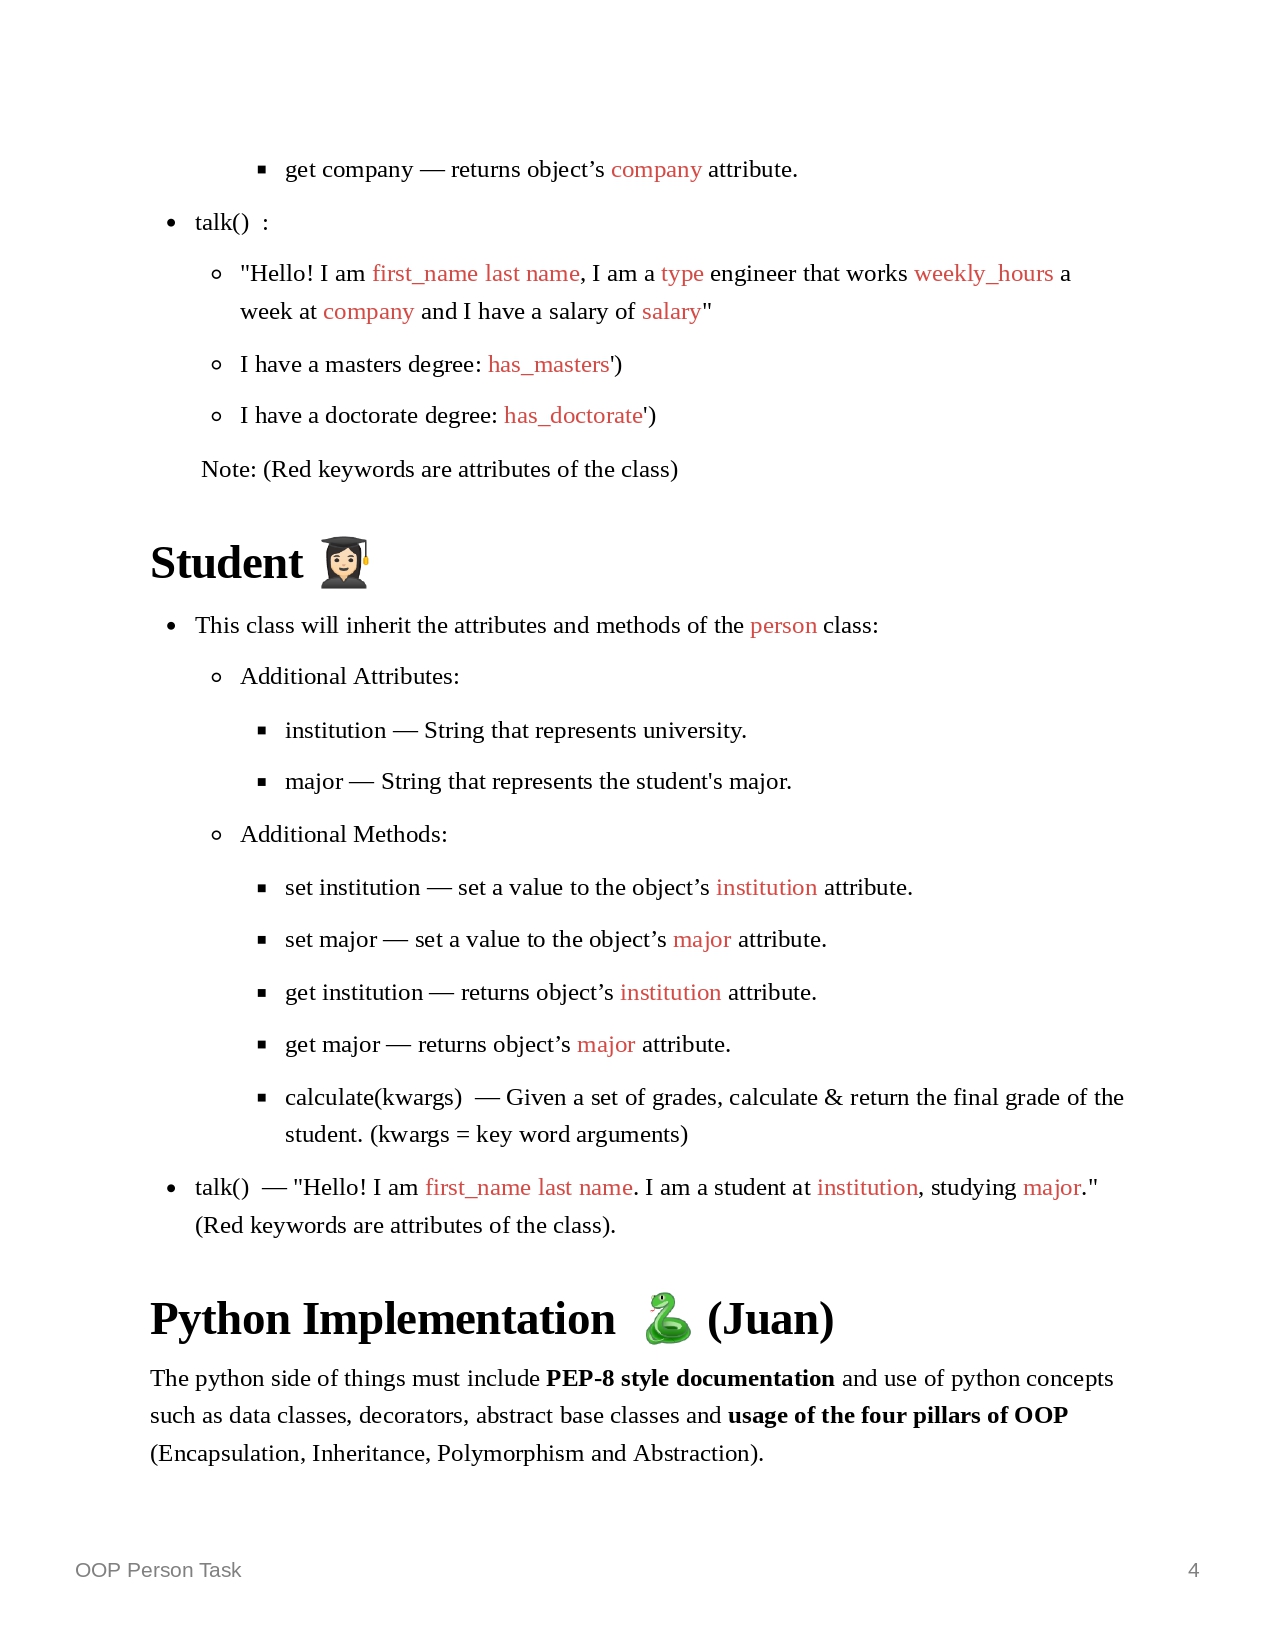 ▪ get company — returns object’s company attribute.
• talk() :
◦ "Hello! I am first_name last name, I am a type engineer that works weekly_hours a
week at company and I have a salary of salary"
◦ I have a masters degree: has_masters')
◦ I have a doctorate degree: has_doctorate')
Note: (Red keywords are attributes of the class)
Student 👩🏻‍🎓
• This class will inherit the attributes and methods of the person class:
◦ Additional Attributes:
▪ institution — String that represents university.
▪ major — String that represents the student's major.
◦ Additional Methods:
▪ set institution — set a value to the object’s institution attribute.
▪ set major — set a value to the object’s major attribute.
▪ get institution — returns object’s institution attribute.
▪ get major — returns object’s major attribute.
▪ calculate(kwargs) — Given a set of grades, calculate & return the final grade of the
student. (kwargs = key word arguments)
• talk() — "Hello! I am first_name last name. I am a student at institution, studying major."
(Red keywords are attributes of the class).
Python Implementation 🐍 (Juan)
The python side of things must include PEP-8 style documentation and use of python concepts
such as data classes, decorators, abstract base classes and usage of the four pillars of OOP
(Encapsulation, Inheritance, Polymorphism and Abstraction).
OOP Person Task 4